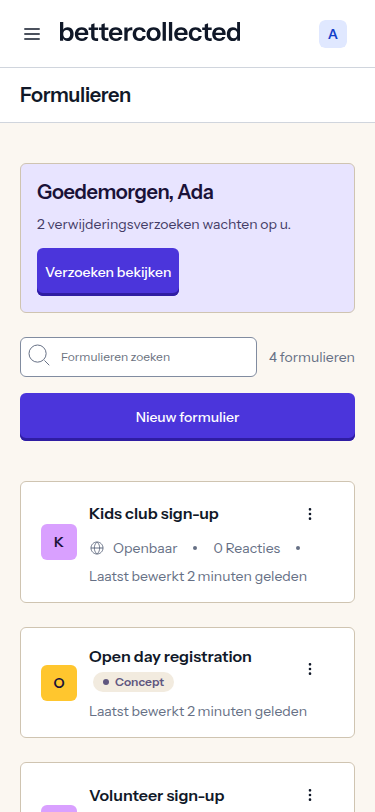 bettercollected
A
Formulieren
Goedemorgen, Ada
2 verwijderingsverzoeken wachten op u.
Verzoeken bekijken
Formulieren zoeken
4 formulieren
Nieuw formulier
Kids club sign-up
K
Openbaar • 0 Reacties •
Laatst bewerkt 2 minuten geleden
Open day registration
O
Concept
Laatst bewerkt 2 minuten geleden
Volunteer sign-up